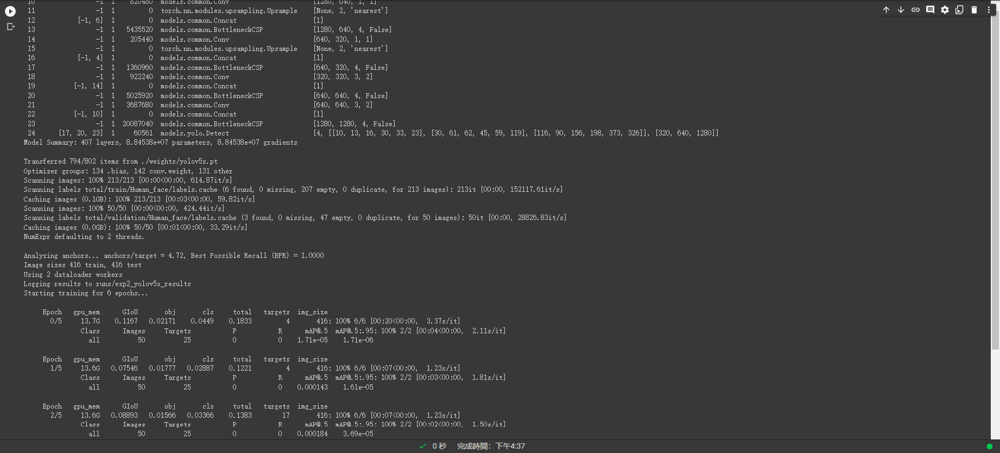 10 -1 1 820480 models.common.Conv [1280, 640, 1, 1]
11 -1 1 0 torch.nn.modules.upsampling.Upsample [None, 2, 'nearest']
12 [-1, 6] 1 0 models.common.Concat [1]
13 -1 1 5435520 models.common.BottleneckCSP [1280, 640, 4, False]
14 -1 1 205440 models.common.Conv [640, 320, 1, 1]
15 -1 1 0 torch.nn.modules.upsampling.Upsample [None, 2, 'nearest']
16 [-1, 4] 1 0 models.common.Concat [1]
17 -1 1 1360960 models.common.BottleneckCSP [640, 320, 4, False]
18 -1 1 922240 models.common.Conv [320, 320, 3, 2]
19 [-1, 14] 1 0 models.common.Concat [1]
20 -1 1 5025920 models.common.BottleneckCSP [640, 640, 4, False]
21 -1 1 3687680 models.common.Conv [640, 640, 3, 2]
22 [-1, 10] 1 0 models.common.Concat [1]
23 -1 1 20087040 models.common.BottleneckCSP [1280, 1280, 4, False]
24 [17, 20, 23] 1 60561 models.yolo.Detect [4, [[10, 13, 16, 30, 33, 23], [30, 61, 62, 45, 59, 119], [116, 90, 156, 198, 373, 326]], [320, 640, 1280]]
Model Summary: 407 layers, 8.84538e+07 parameters, 8.84538e+07 gradients
Transferred 794/802 items from ./weights/yolov5x.pt
Optimizer groups: 134 .bias, 142 conv.weight, 131 other
Scanning images: 100% 213/213 [00:00<00:00, 614.87it/s]
Scanning labels total/train/Human_face/labels.cache (6 found, 0 missing, 207 empty, 0 duplicate, for 213 images): 213it [00:00, 152117.61it/s]
Caching images (0.1GB): 100% 213/213 [00:03<00:00, 59.82it/s]
Scanning images: 100% 50/50 [00:00<00:00, 424.44it/s]
Scanning labels total/validation/Human_face/labels.cache (3 found, 0 missing, 47 empty, 0 duplicate, for 50 images): 50it [00:00, 28826.83it/s]
Caching images (0.0GB): 100% 50/50 [00:01<00:00, 33.29it/s]
NumExpr defaulting to 2 threads.
Analyzing anchors... anchors/target = 4.72, Best Possible Recall (BPR) = 1.0000
Image sizes 416 train, 416 test
Using 2 dataloader workers
Logging results to runs/exp2_yolov5x_results
Starting training for 6 epochs...
Epoch gpu_mem GIoU obj cls total targets img_size
0/5 13.7G 0.1167 0.02171 0.0449 0.1833 4 416: 100% 6/6 [00:20<00:00, 3.37s/it]
Class Images Targets P R mAP@.5 mAP@.5:.95: 100% 2/2 [00:04<00:00, 2.11s/it]
all 50 25 0 0 1.71e-05 1.71e-06
Epoch gpu_mem GIoU obj cls total targets img_size
1/5 13.6G 0.07546 0.01777 0.02887 0.1221 4 416: 100% 6/6 [00:07<00:00, 1.23s/it]
Class Images Targets P R mAP@.5 mAP@.5:.95: 100% 2/2 [00:03<00:00, 1.81s/it]
all 50 25 0 0 0.000143 1.61e-05
Epoch gpu_mem GIoU obj cls total targets img_size
2/5 13.6G 0.08893 0.01566 0.03366 0.1383 17 416: 100% 6/6 [00:07<00:00, 1.23s/it]
Class Images Targets P R mAP@.5 mAP@.5:.95: 100% 2/2 [00:02<00:00, 1.50s/it]
all 50 25 0 0 0.000184 3.69e-05
0 秒 完成時間：下午4:37